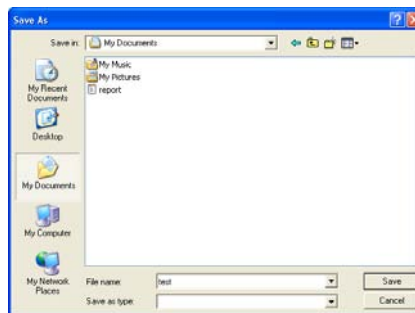 Save As
Save in: My Documents
My Recent
Documents
Desktop
My Documents
My Computer
My Network
Places
My Music
My Pictures
report
File name: test
Save
Save as type:
Cancel